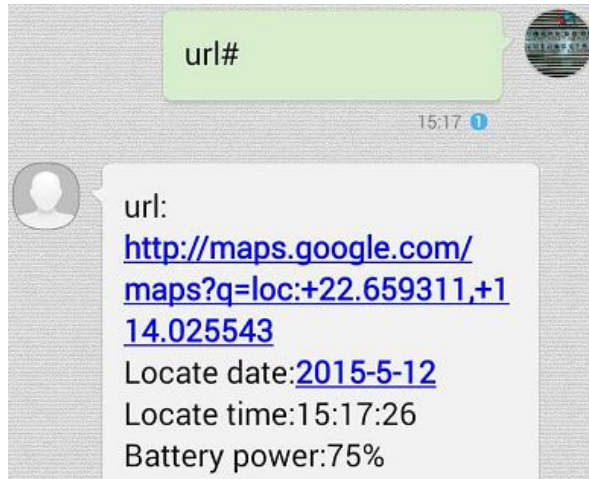 url#
15:17 1
url:
http://maps.google.com/
maps?q=loc:+22.659311,+1
14.025543
Locate date:2015-5-12
Locate time:15:17:26
Battery power:75%